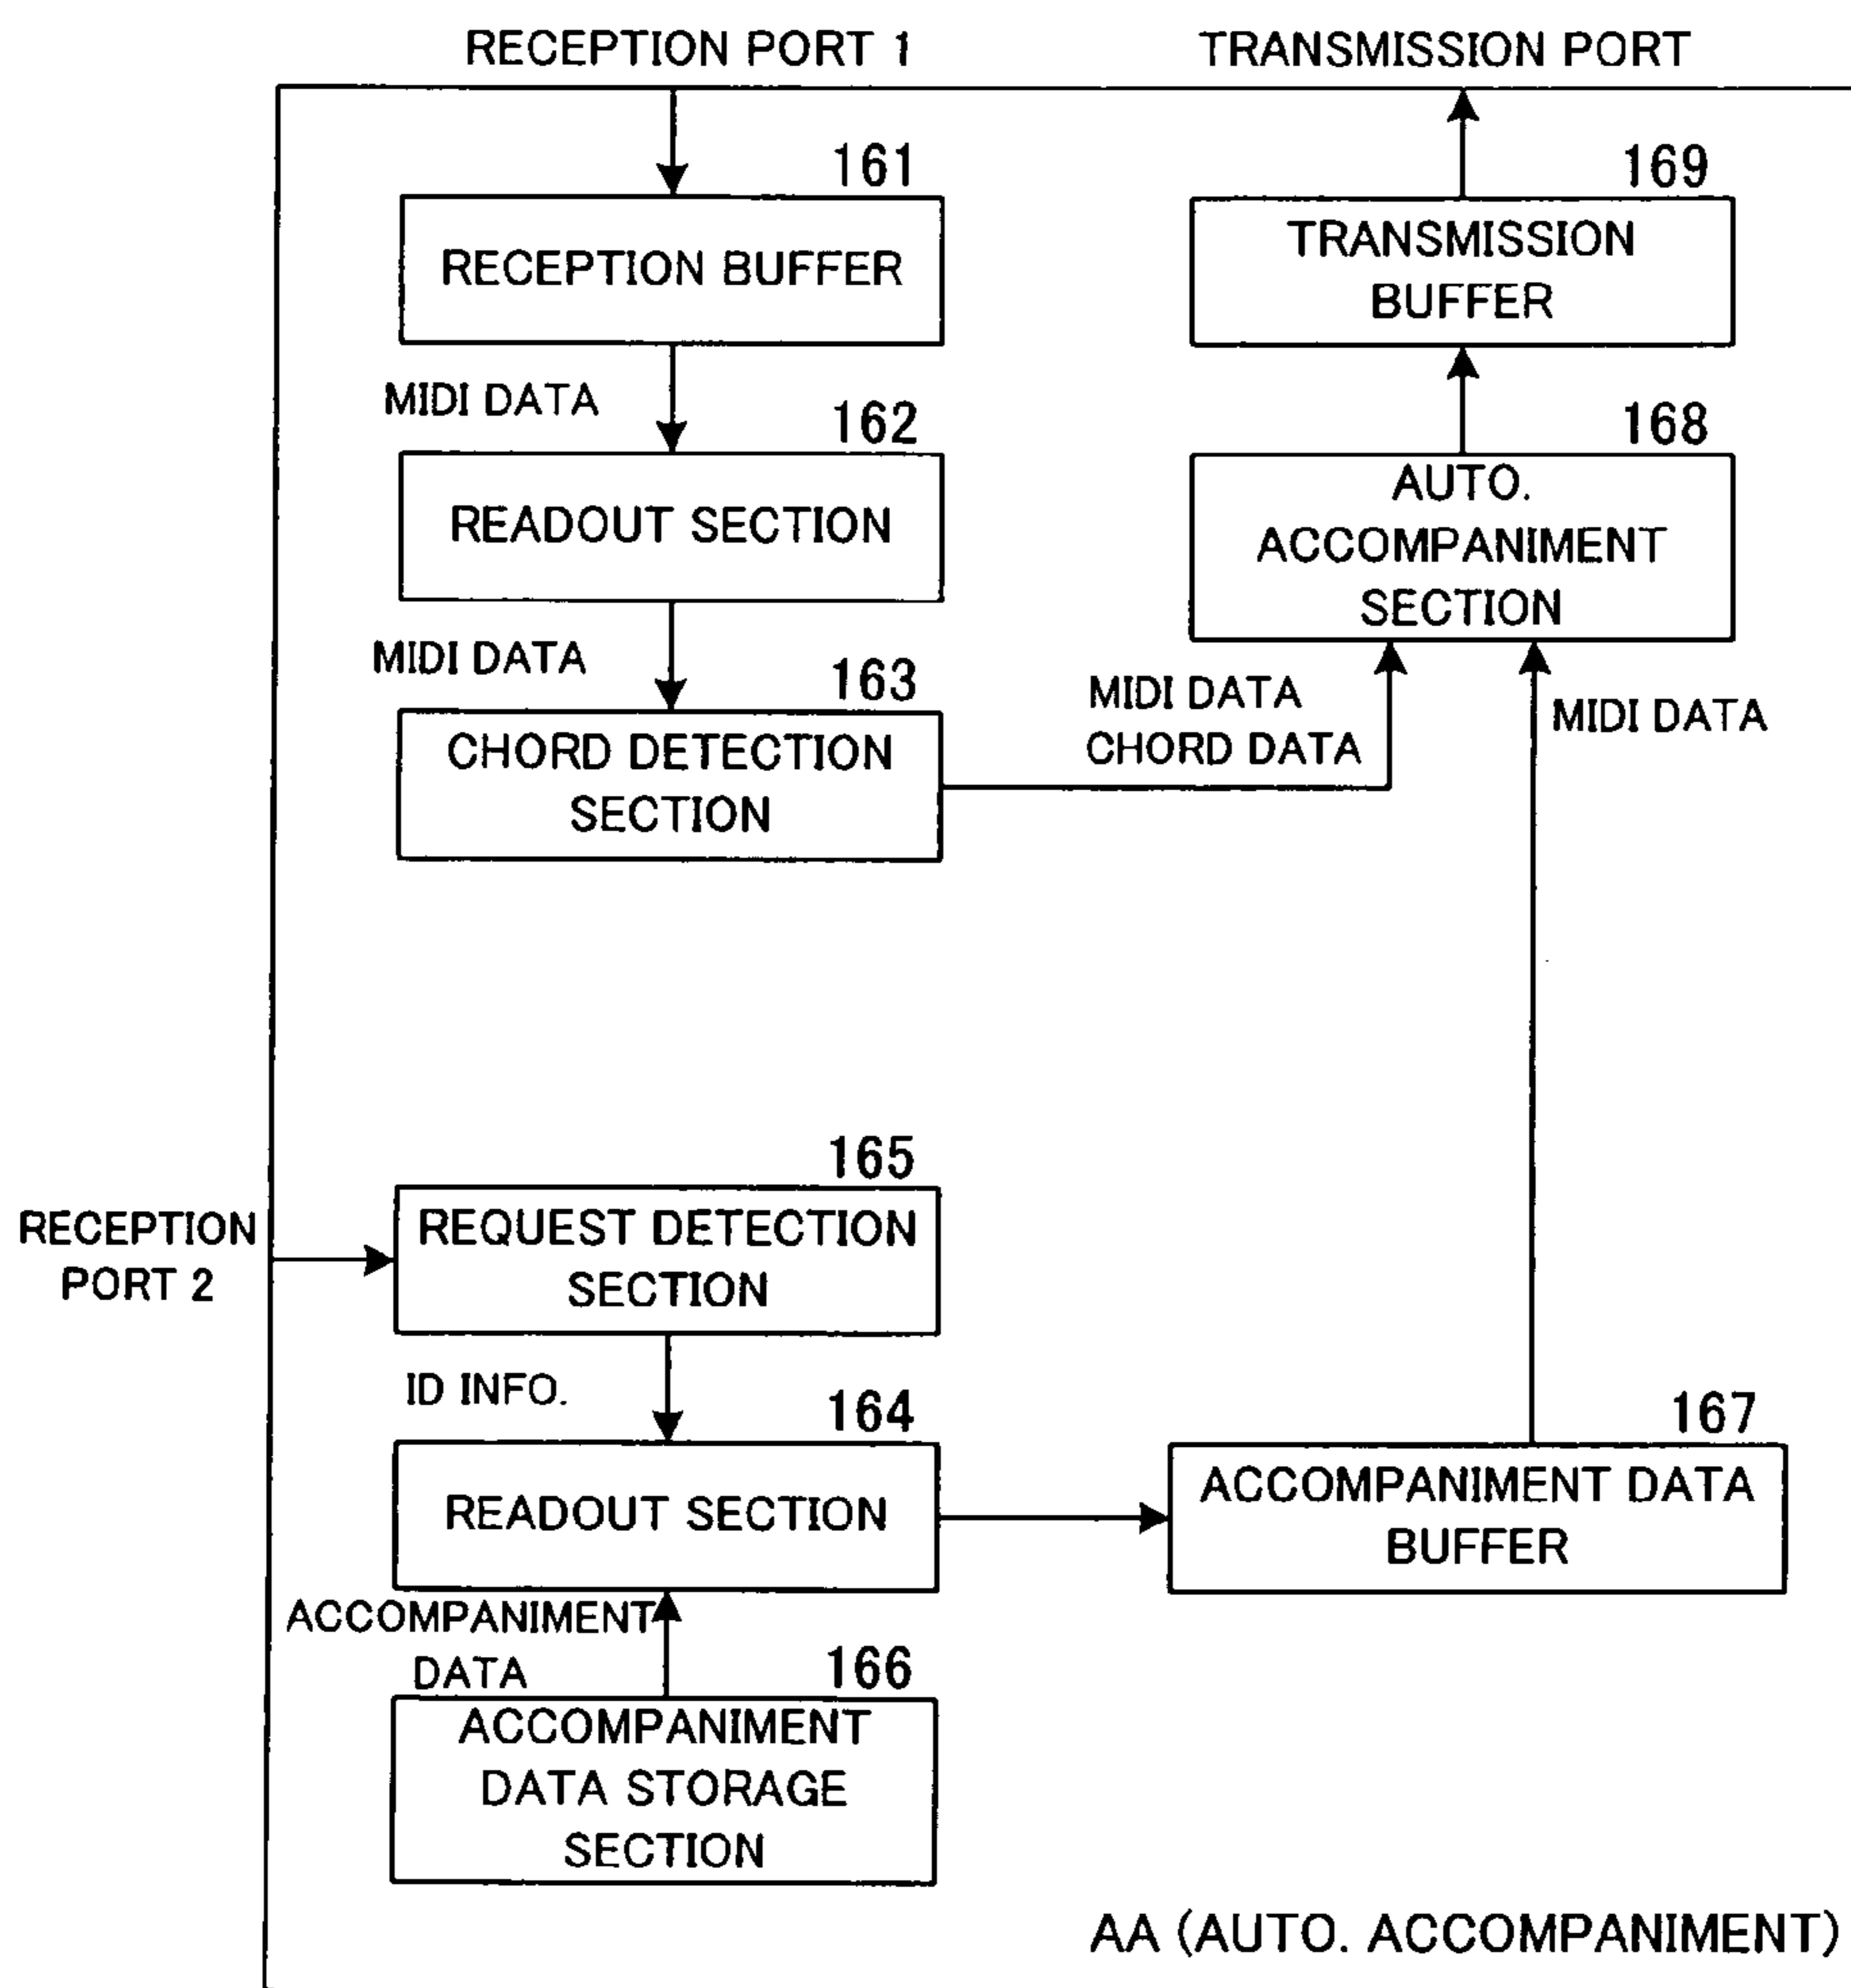 RECEPTION PORT 1
TRANSMISSION PORT
161
RECEPTION BUFFER
169
TRANSMISSION
BUFFER
MIDI DATA
162
READOUT SECTION
168
AUTO.
ACCOMPANIMENT
SECTION
MIDI DATA
163
CHORD DETECTION
SECTION
MIDI DATA
CHORD DATA
MIDI DATA
RECEPTION
PORT 2
165
REQUEST DETECTION
SECTION
ID INFO.
164
READOUT SECTION
167
ACCOMPANIMENT DATA
BUFFER
ACCOMPANIMENT
DATA
166
ACCOMPANIMENT
DATA STORAGE
SECTION
AA (AUTO. ACCOMPANIMENT)